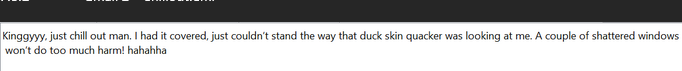 Kinggyyy, just chill out man. I had it covered, just couldn't stand the way that duck skin quacker was looking at me. A couple of shattered windows
won't do too much harm! hahahha